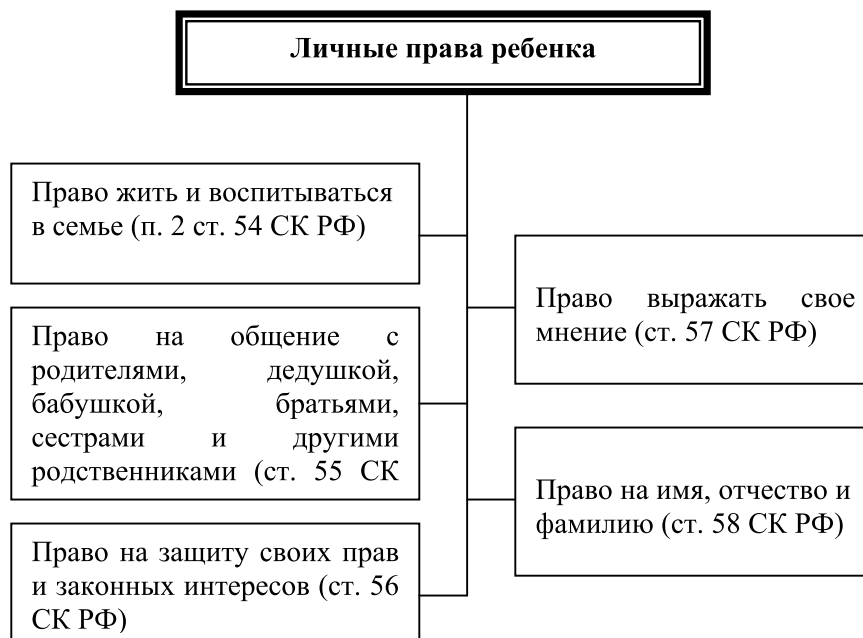 Личные права ребенка
Право жить и воспитываться
в семье (п. 2 ст. 54 СК РФ)
Право на общение с
родителями, дедушкой,
бабушкой, братьями,
сестрами и другими
родственниками (ст. 55 СК
Право на защиту своих прав
и законных интересов (ст. 56
СК РФ)
Право выражать свое
мнение (ст. 57 СК РФ)
Право на имя, отчество и
фамилию (ст. 58 СК РФ)